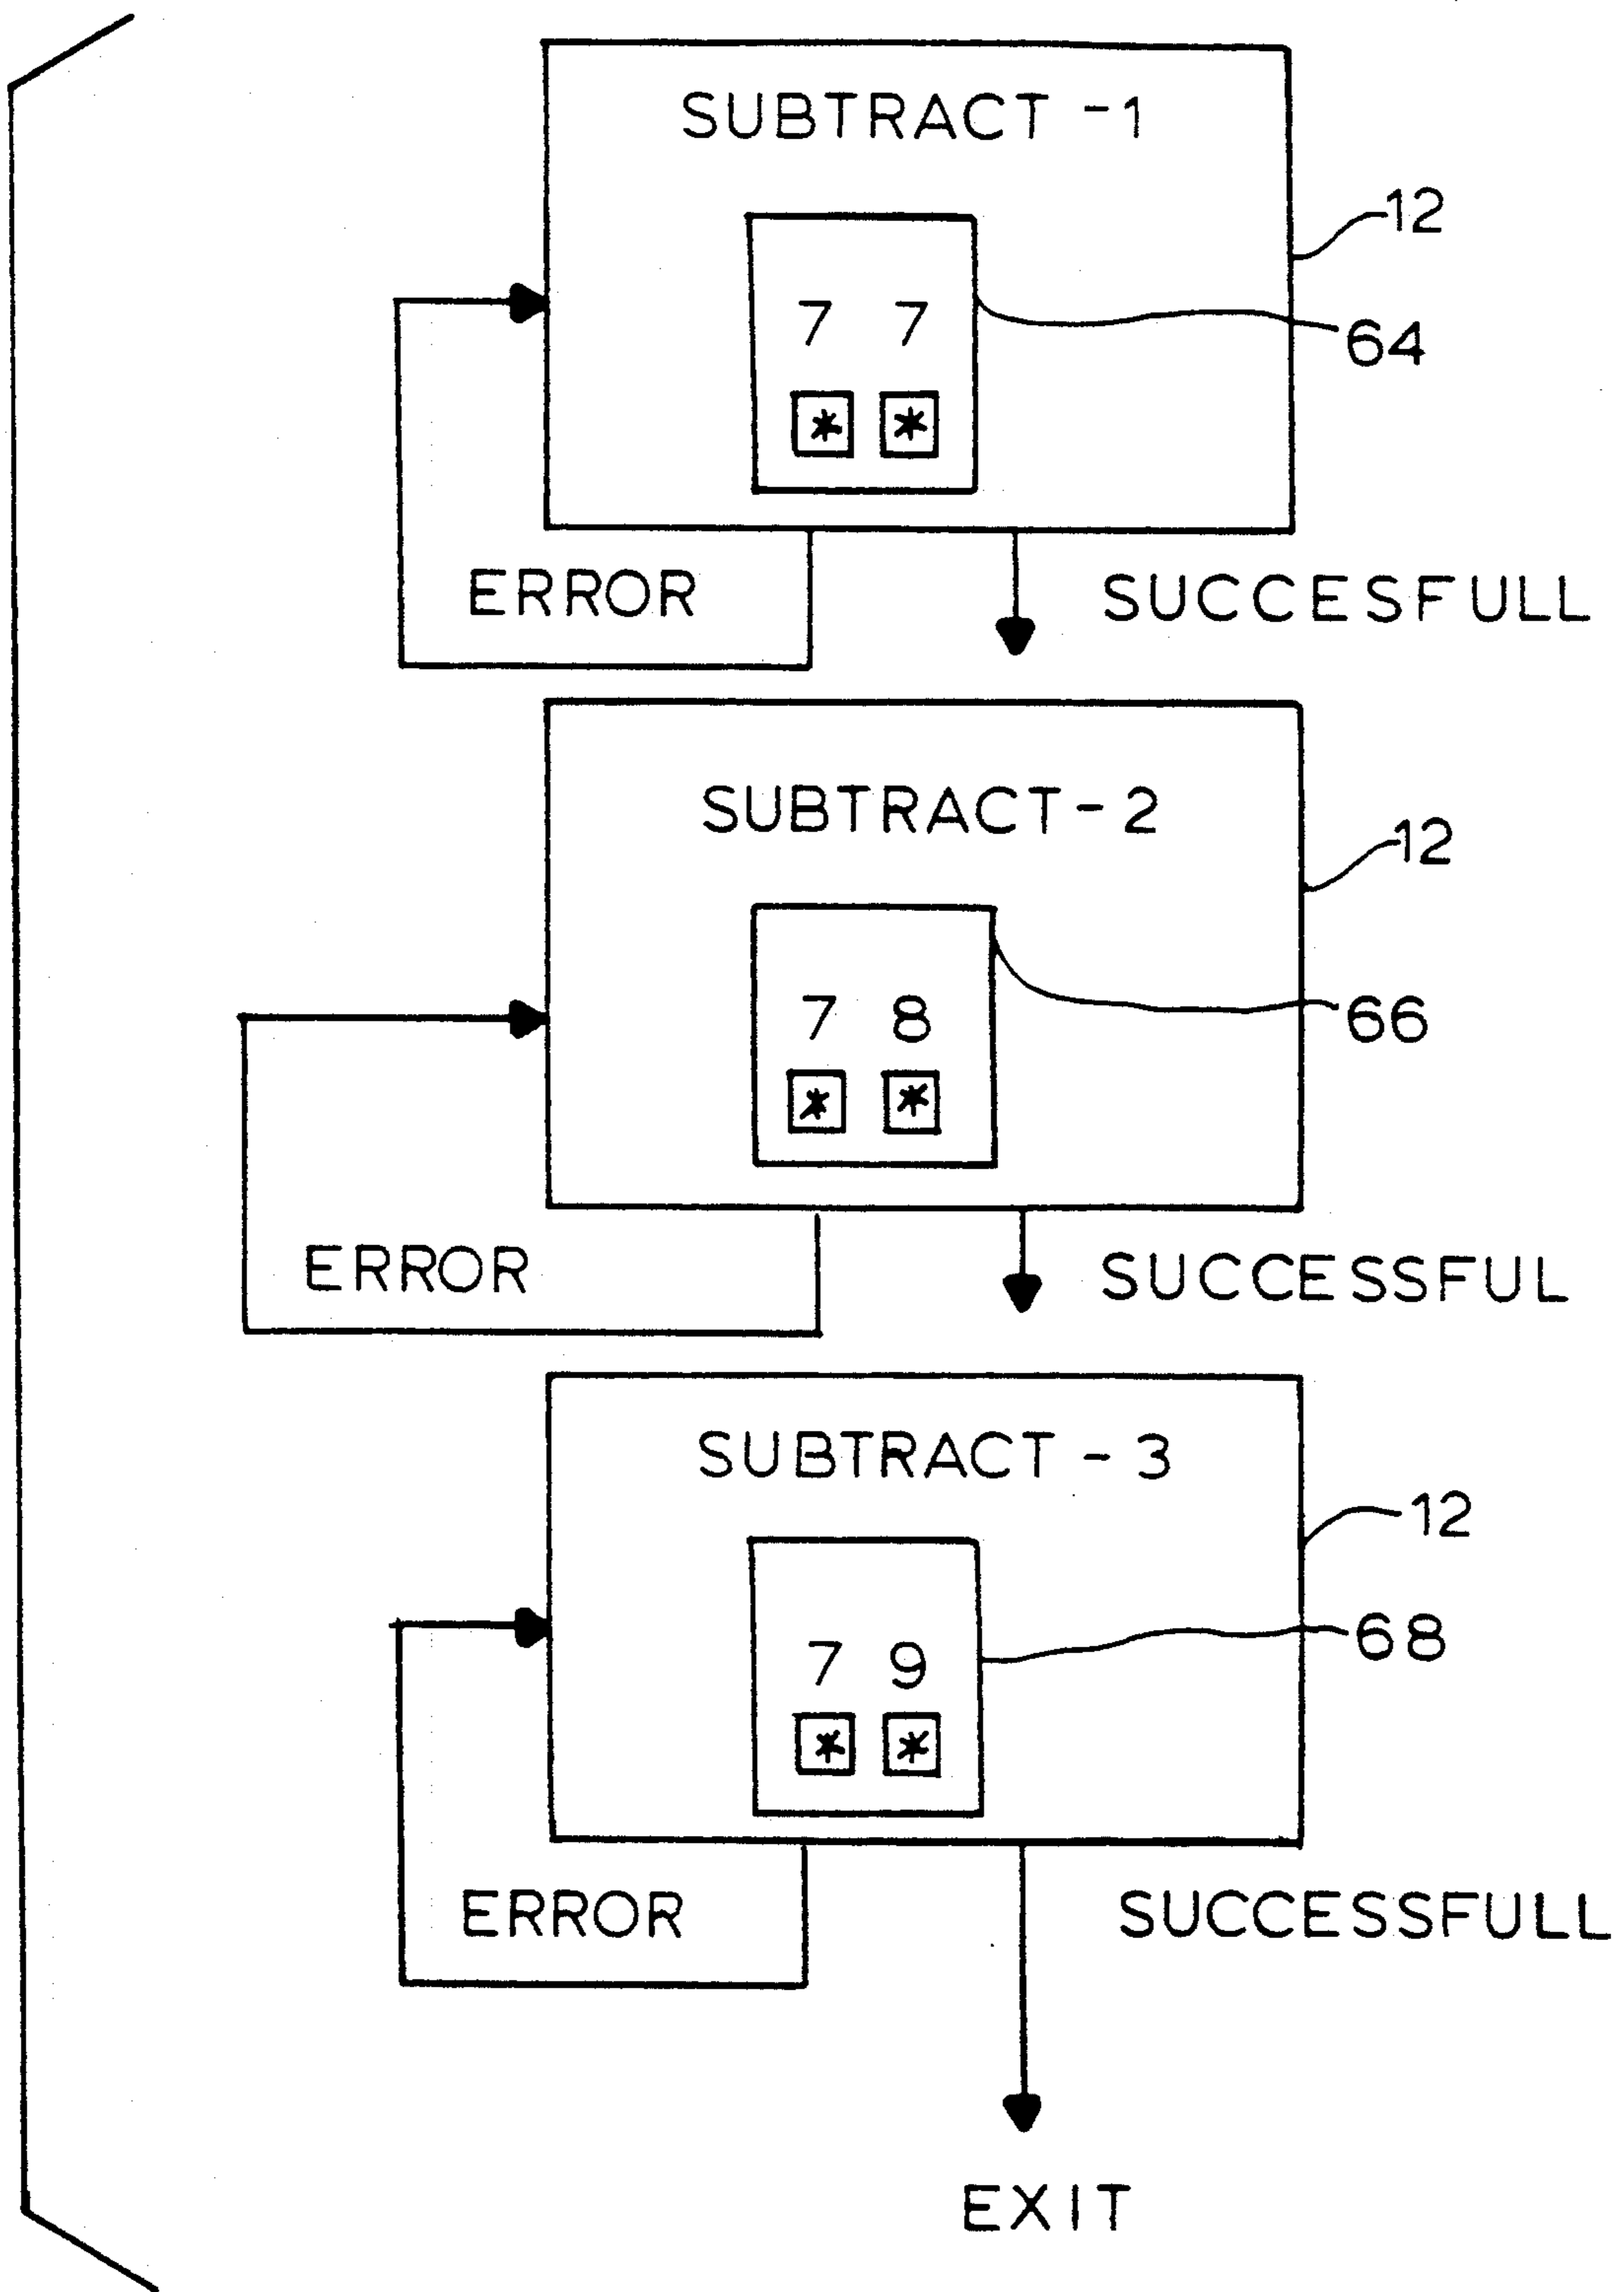 SUBTRACT -1
12
7 7
64
* *
ERROR
SUCCESFULL
SUBTRACT - 2
12
7 8
66
* *
ERROR
SUCCESSFUL
SUBTRACT - 3
12
7 9
68
* *
ERROR
SUCCESSFULL
EXIT